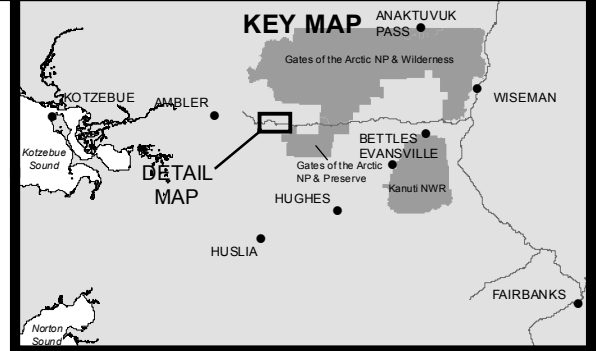 KEY MAP
ANAKTUVUK
PASS
Gates of the Arctic NP & Wilderness
KOTZEBUE
AMBLER
WISEMAN
Kotzebue
Sound
BETTLES
EVANSVILLE
DETAIL
MAP
Gates of the Arctic
NP & Preserve
Kanuti NWR
HUGHES
HUSLIA
FAIRBANKS
Norton
Sound